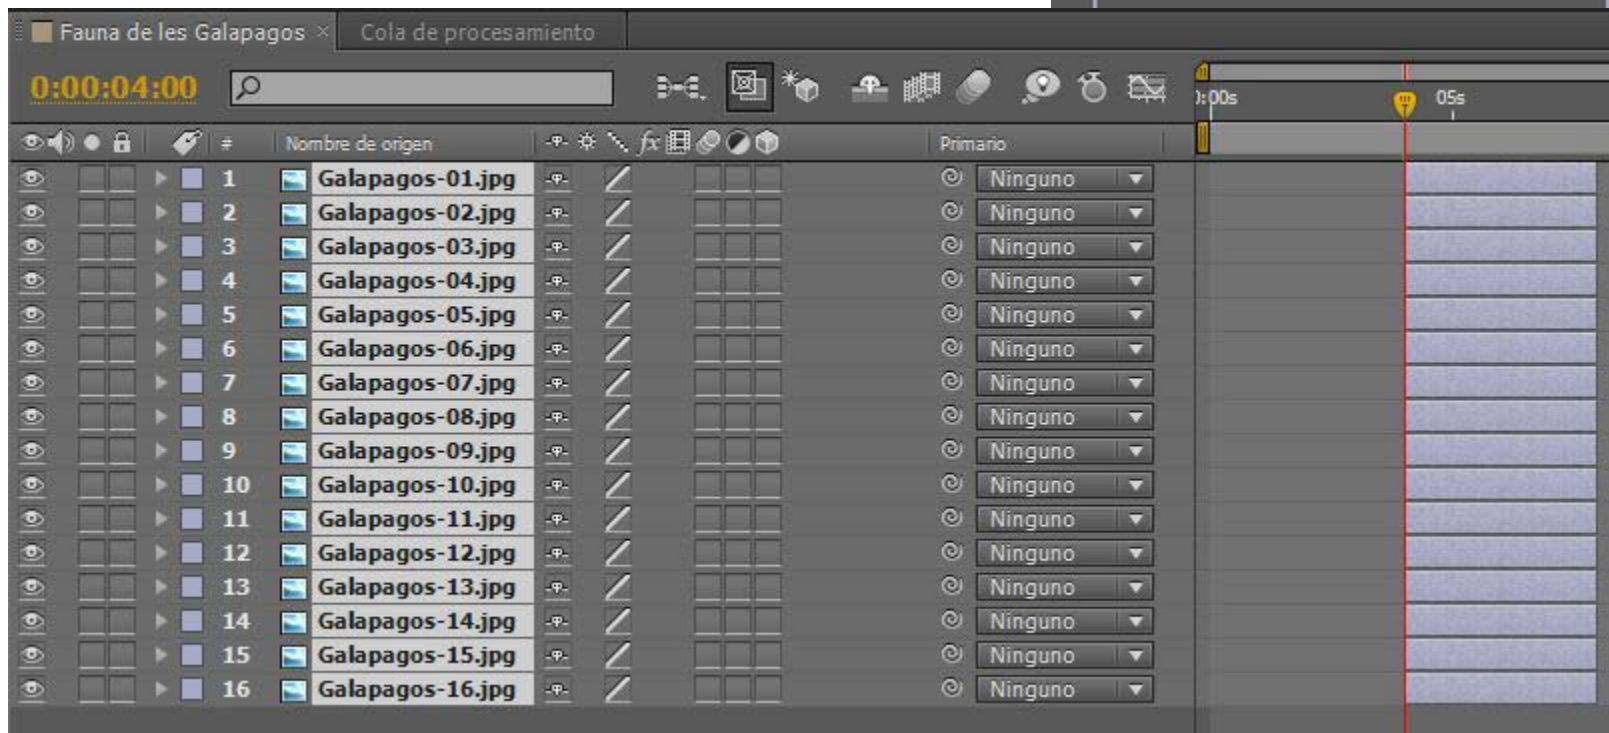 Fauna de les Galapagos × Cola de procesamiento
0:00:04:00
):00s 05s
# Nombre de origen fx Primario
1 Galapagos-01.jpg Ninguno
2 Galapagos-02.jpg Ninguno
3 Galapagos-03.jpg Ninguno
4 Galapagos-04.jpg Ninguno
5 Galapagos-05.jpg Ninguno
6 Galapagos-06.jpg Ninguno
7 Galapagos-07.jpg Ninguno
8 Galapagos-08.jpg Ninguno
9 Galapagos-09.jpg Ninguno
10 Galapagos-10.jpg Ninguno
11 Galapagos-11.jpg Ninguno
12 Galapagos-12.jpg Ninguno
13 Galapagos-13.jpg Ninguno
14 Galapagos-14.jpg Ninguno
15 Galapagos-15.jpg Ninguno
16 Galapagos-16.jpg Ninguno